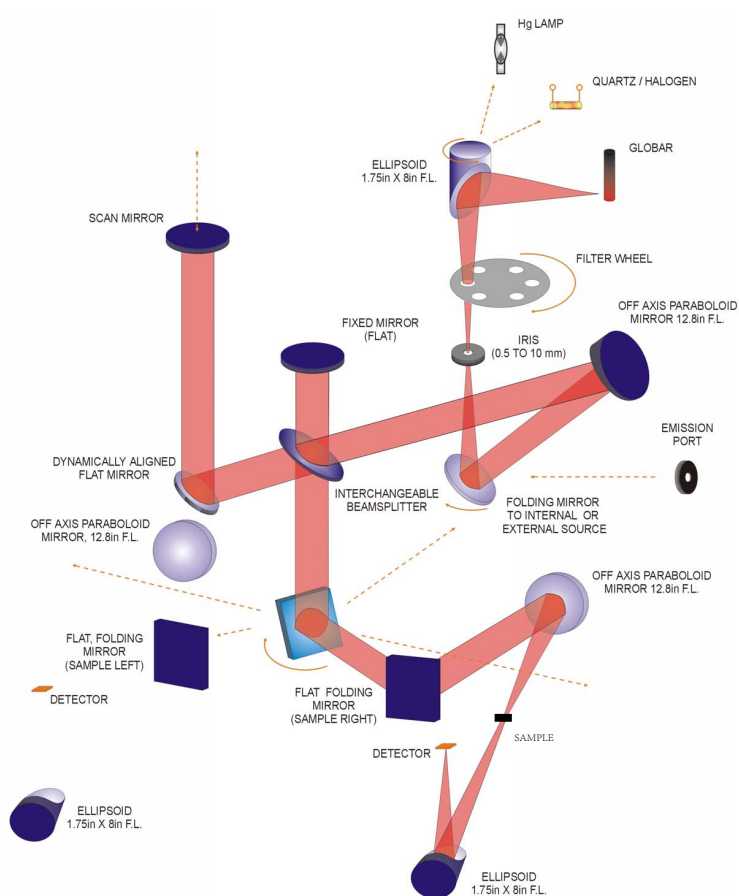 Hg LAMP
QUARTZ / HALOGEN
GLOBAR
ELLIPSOID
1.75in X 8in F.L.
SCAN MIRROR
FILTER WHEEL
OFF AXIS PARABOLOID
MIRROR 12.8in F.L.
FIXED MIRROR
(FLAT)
IRIS
(0.5 TO 10 mm)
EMISSION
PORT
DYNAMICALLY ALIGNED
FLAT MIRROR
INTERCHANGEABLE
BEAMSPLITTER
FOLDING MIRROR
TO INTERNAL OR
EXTERNAL SOURCE
OFF AXIS PARABOLOID
MIRROR, 12.8in F.L.
OFF AXIS PARABOLOID
MIRROR 12.8in F.L.
FLAT, FOLDING
MIRROR
(SAMPLE LEFT)
FLAT FOLDING
MIRROR
(SAMPLE RIGHT)
DETECTOR
SAMPLE
DETECTOR
ELLIPSOID
1.75in X 8in F.L.
ELLIPSOID
1.75in X 8in F.L.